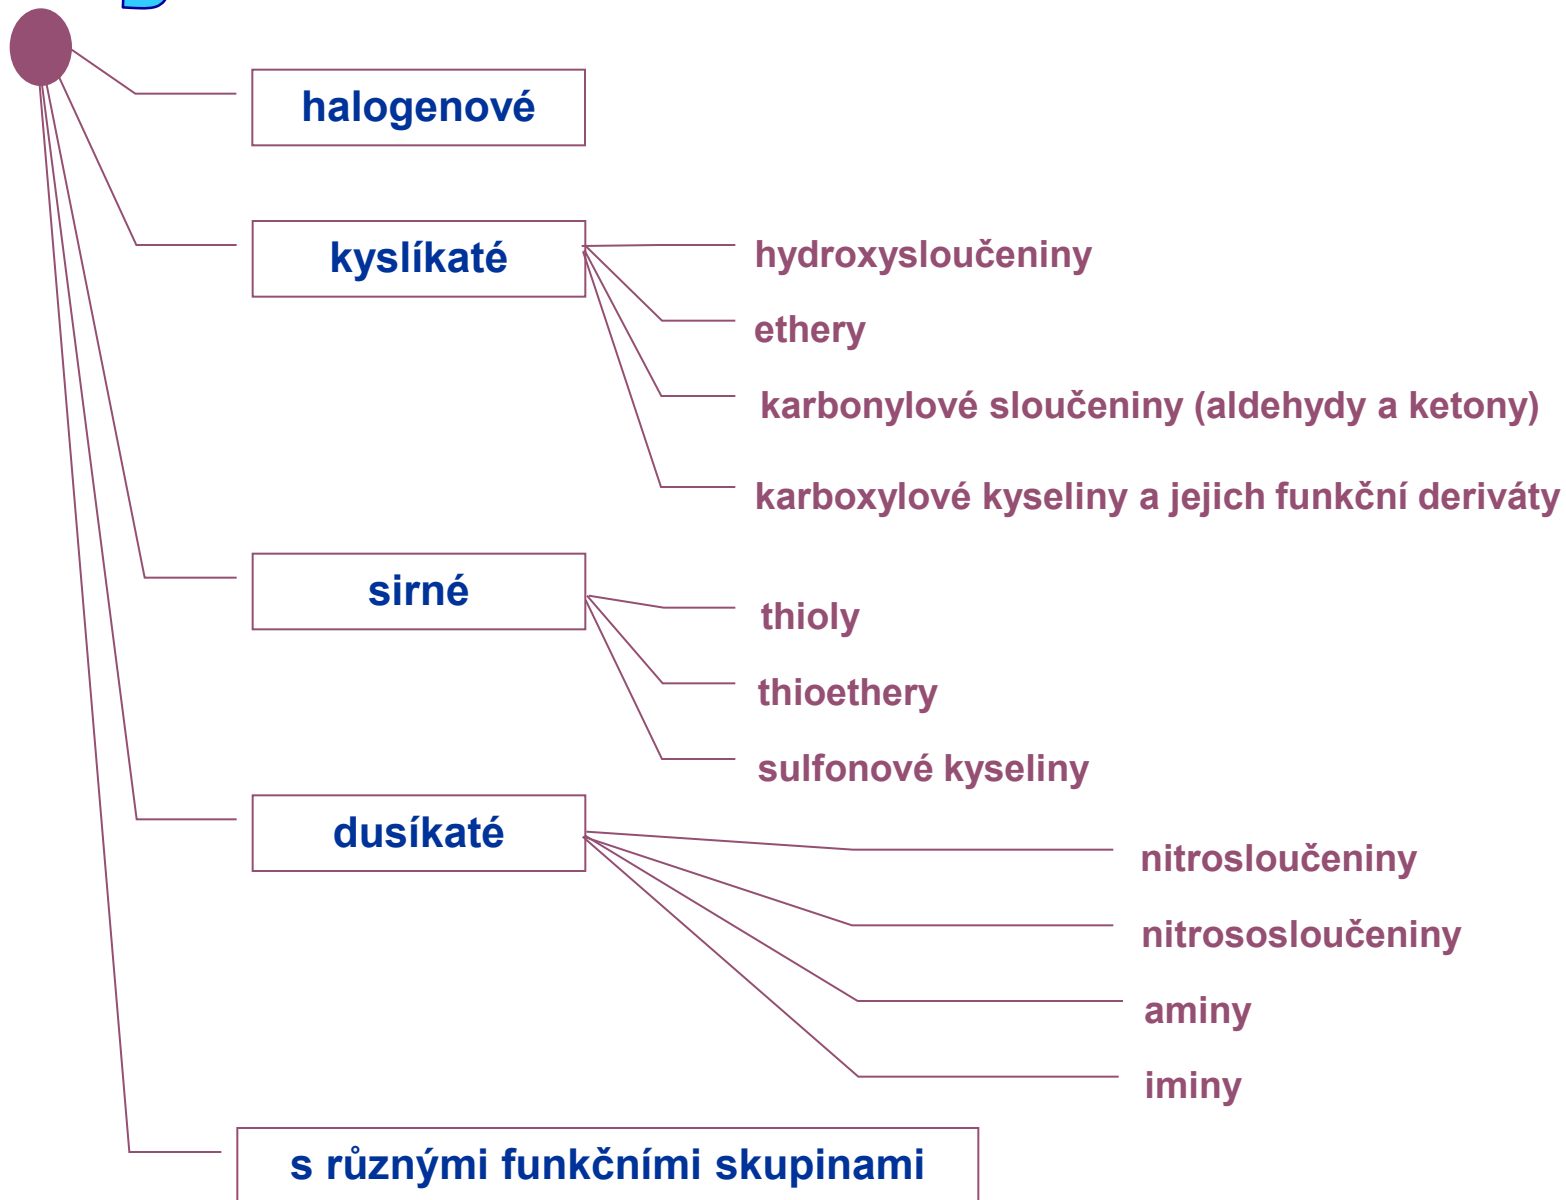 halogenové
kyslíkaté
hydroxysloučeniny
ethery
karbonylové sloučeniny (aldehydy a ketony)
karboxylové kyseliny a jejich funkční deriváty
sirné
thioly
thioethery
sulfonové kyseliny
dusíkaté
nitrosloučeniny
nitrososloučeniny
aminy
iminy
s různými funkčními skupinami